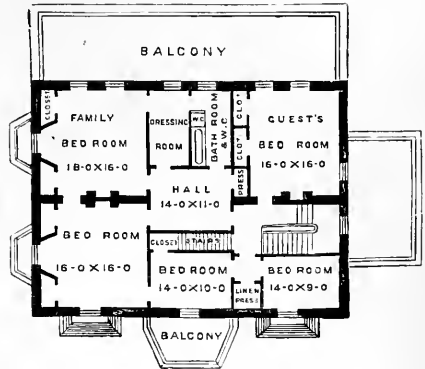 BALCONY
CLOSET
FAMILY
BED ROOM
18-0X16-0
DRESSING
ROOM
W.C.
BATH ROOM
& W.C
CLOT
CLOT
PRESS
GUEST'S
BED ROOM
16-0X16-0
HALL
14-0X11-0
BED ROOM
16-0X16-0
CLOSET
STAIRS
BED ROOM
14-0X10-0
LINEN
PRESS
BED ROOM
14-0X9-0
BALCONY